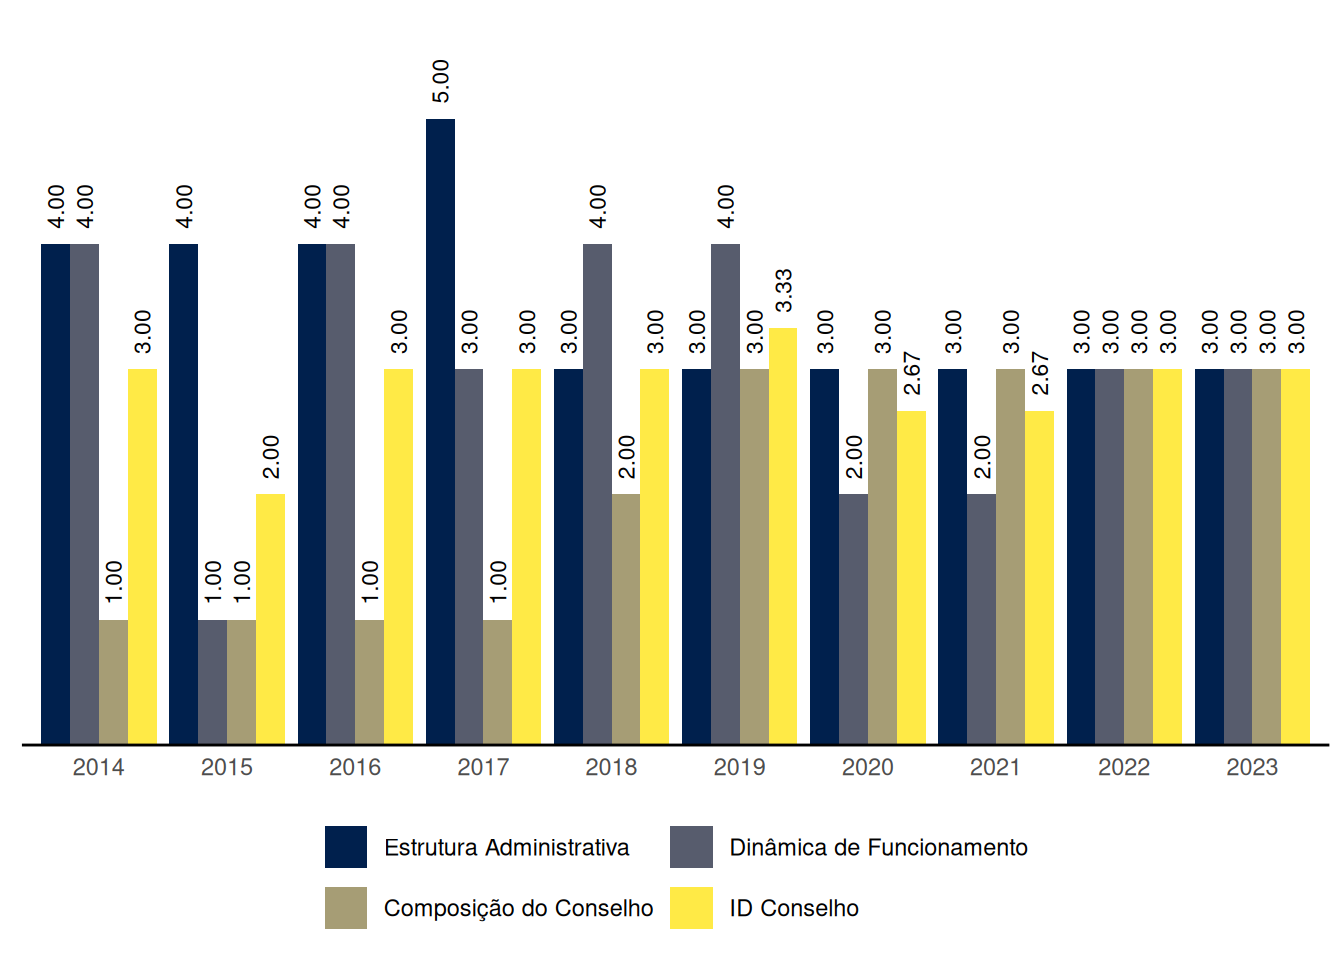 5.00
4.00 4.00 4.00 4.00 4.00 4.00 4.00
3.33
3.00 3.00 3.00 3.00 3.00 3.00 3.00 3.00 3.00 3.00 3.00 3.00 3.00 3.00 3.00 3.00 3.00 3.00 3.00 3.00
2.67 2.67
2.00 2.00 2.00 2.00
1.00 1.00 1.00 1.00 1.00
2014 2015 2016 2017 2018 2019 2020 2021 2022 2023
Estrutura Administrativa Dinâmica de Funcionamento
Composição do Conselho ID Conselho